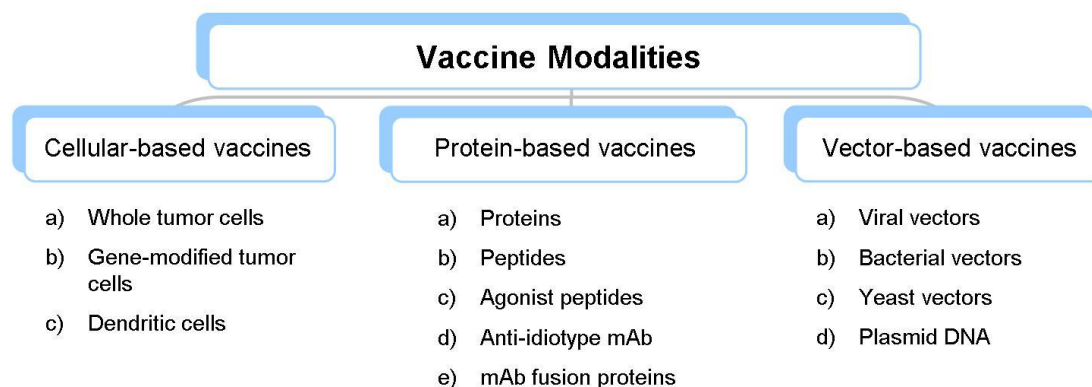 Vaccine Modalities
Cellular-based vaccines
a) Whole tumor cells
b) Gene-modified tumor
cells
c) Dendritic cells
Protein-based vaccines
a) Proteins
b) Peptides
c) Agonist peptides
d) Anti-idiotype mAb
e) mAb fusion proteins
Vector-based vaccines
a) Viral vectors
b) Bacterial vectors
c) Yeast vectors
d) Plasmid DNA